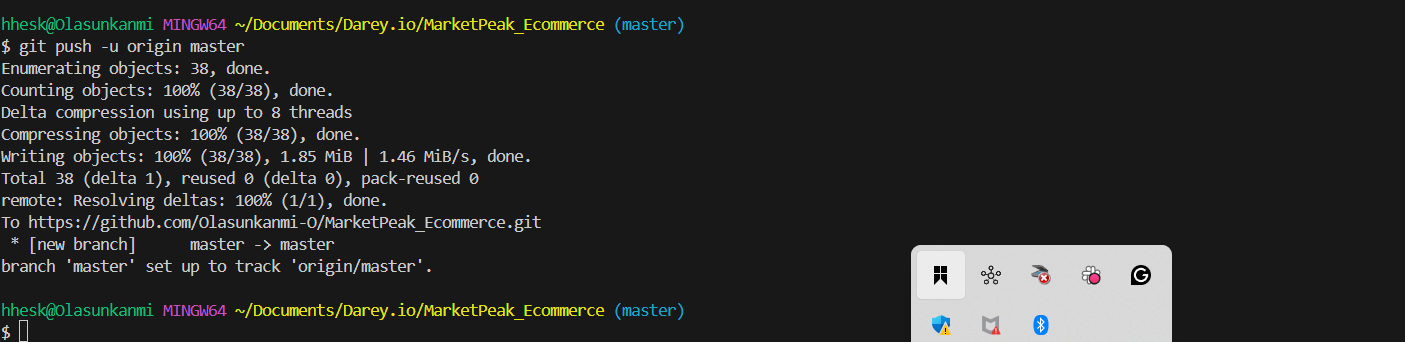 hhesk@Olasunkanmi MINGW64 ~/Documents/Darey.io/MarketPeak_Ecommerce (master)
$ git push -u origin master
Enumerating objects: 38, done.
Counting objects: 100% (38/38), done.
Delta compression using up to 8 threads
Compressing objects: 100% (38/38), done.
Writing objects: 100% (38/38), 1.85 MiB | 1.46 MiB/s, done.
Total 38 (delta 1), reused 0 (delta 0), pack-reused 0
remote: Resolving deltas: 100% (1/1), done.
To https://github.com/Olasunkanmi-O/MarketPeak_Ecommerce.git
 * [new branch]      master -> master
branch 'master' set up to track 'origin/master'.
hhesk@Olasunkanmi MINGW64 ~/Documents/Darey.io/MarketPeak_Ecommerce (master)
$